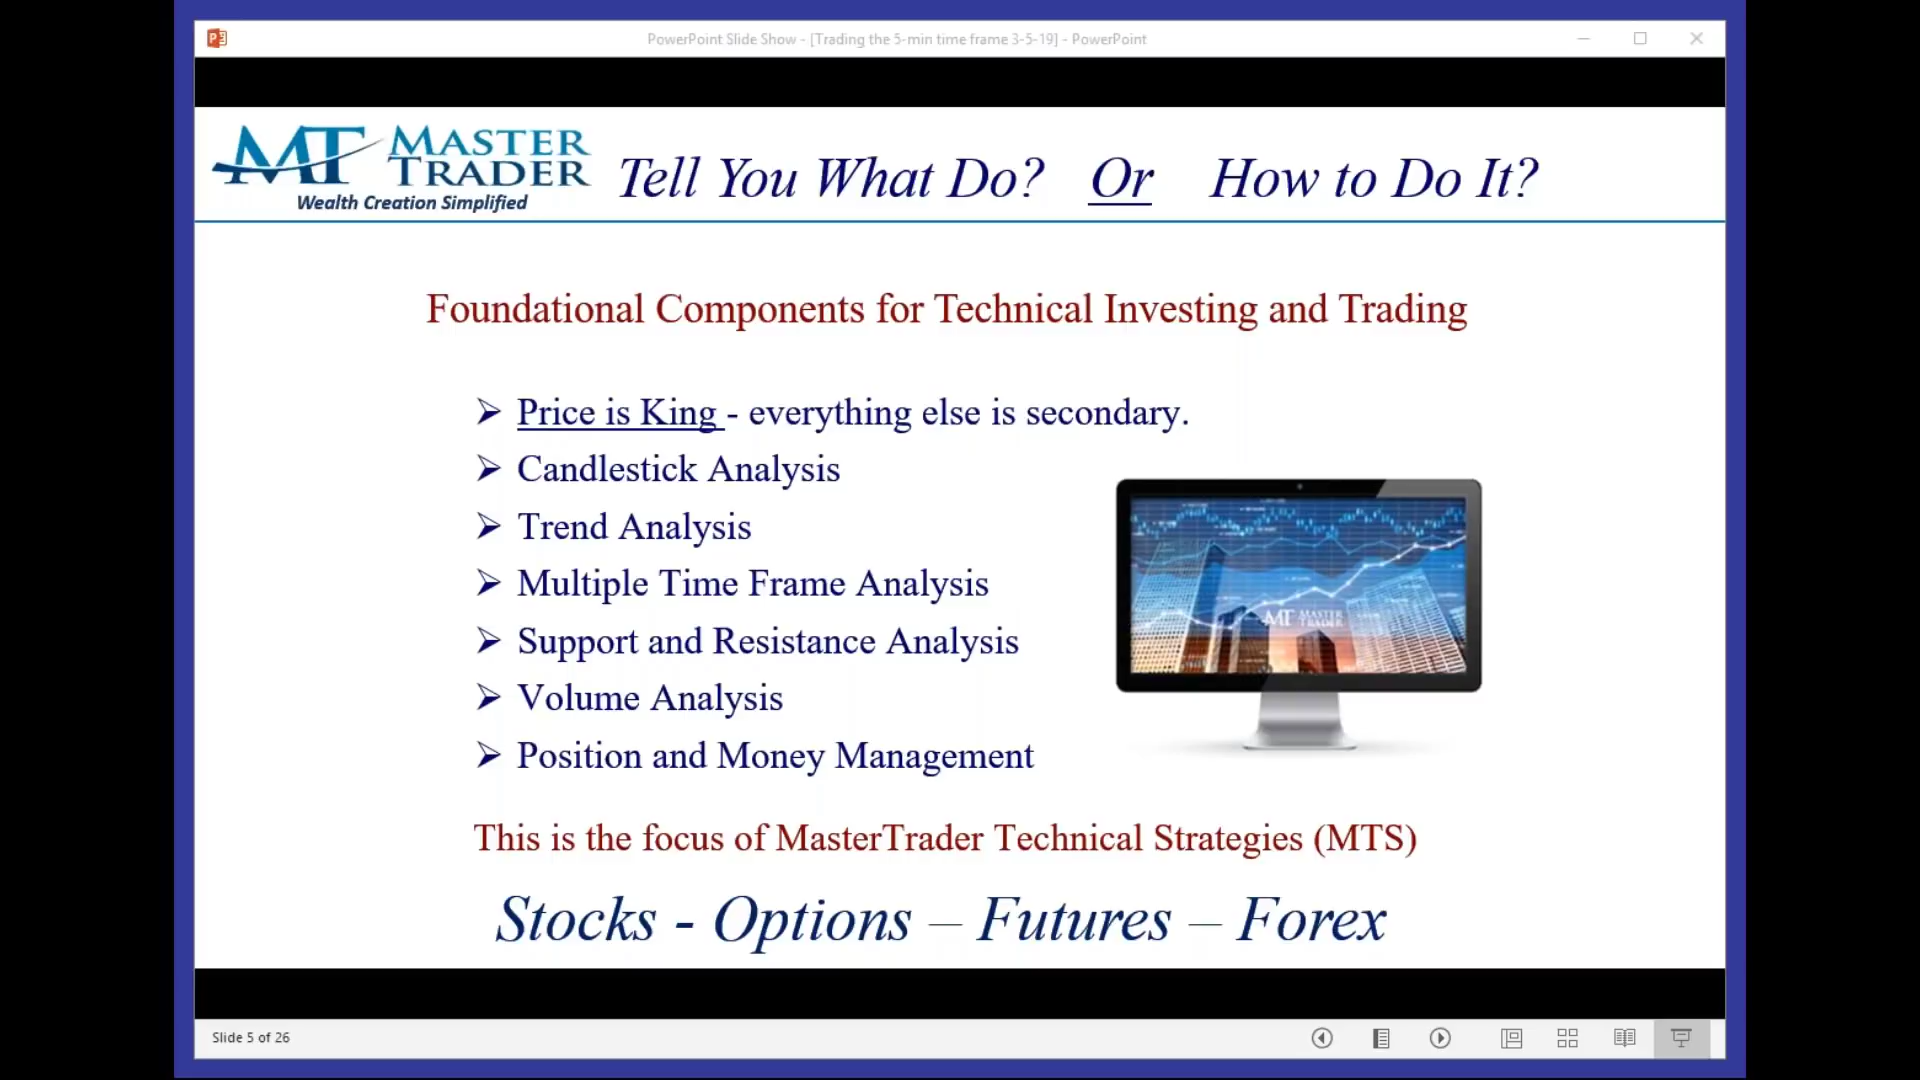 PowerPoint Slide Show - [Trading the 5-min time frame 3-5-19] - PowerPoint
MT MASTER TRADER
Wealth Creation Simplified
Tell You What Do? Or How to Do It?
Foundational Components for Technical Investing and Trading
➢ Price is King - everything else is secondary.
➢ Candlestick Analysis
➢ Trend Analysis
➢ Multiple Time Frame Analysis
➢ Support and Resistance Analysis
➢ Volume Analysis
➢ Position and Money Management
MT MASTER TRADER
This is the focus of MasterTrader Technical Strategies (MTS)
Stocks - Options – Futures – Forex
Slide 5 of 26